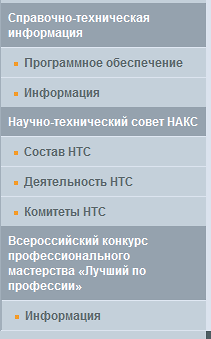 Справочно-техническая
информация
Программное обеспечение
Информация
Научно-технический совет НАКС
Состав НТС
Деятельность НТС
Комитеты НТС
Всероссийский конкурс
профессионального
мастерства «Лучший по
профессии»
Информация